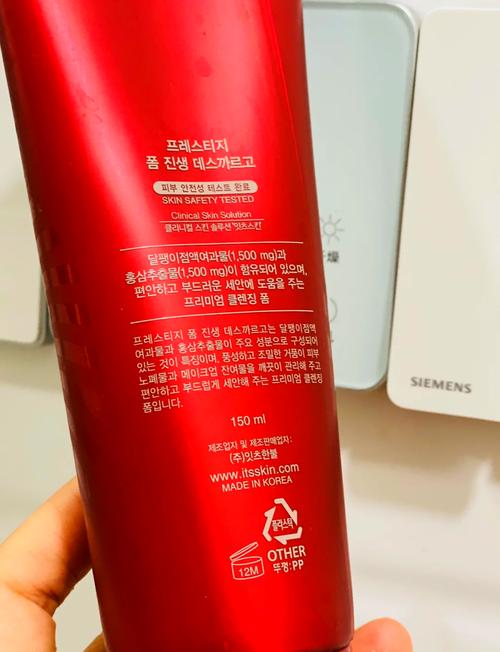 프레스티지
폼 진생 데스까르고
피부 안전성 테스트 완료
SKIN SAFETY TESTED
Clinical Skin Solution
클리니컬 스킨 솔루션 '잇츠스킨'
달팽이점액여과물(1,500 mg)과
홍삼추출물(1,500 mg)이 함유되어 있으며,
편안하고 부드러운 세안에 도움을 주는
프리미엄 클렌징 폼
프레스티지 폼 진생 데스까르고는 달팽이점액
여과물과 홍삼추출물이 주요 성분으로 구성되어
있는 것이 특징이며, 풍성하고 조밀한 거품이 피부
노폐물과 메이크업 잔여물을 깨끗이 관리해 주고
편안하고 부드럽게 세안해 주는 프리미엄 클렌징
폼입니다.
150 ml
제조업자 및 제조판매업자:
(주)잇츠한불
www.itsskin.com
MADE IN KOREA
플라스틱
OTHER
뚜껑:PP
12M
燥
SIEMENS